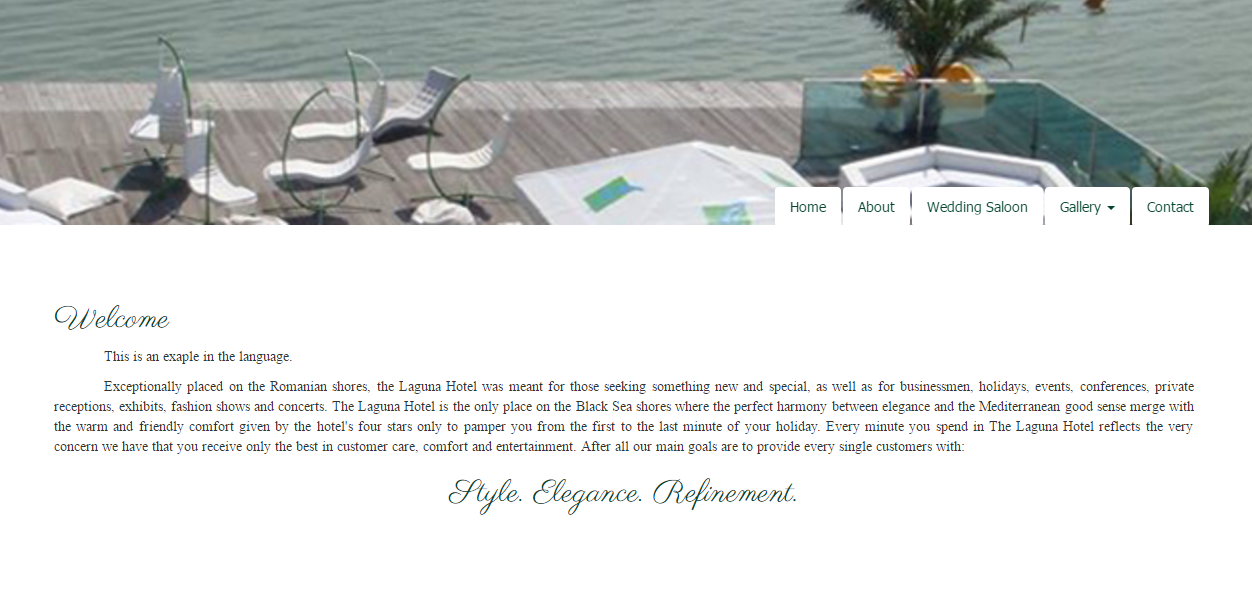 Home About Wedding Saloon Gallery Contact
Welcome
This is an exaple in the language.
Exceptionally placed on the Romanian shores, the Laguna Hotel was meant for those seeking something new and special, as well as for businessmen, holidays, events, conferences, private
receptions, exhibits, fashion shows and concerts. The Laguna Hotel is the only place on the Black Sea shores where the perfect harmony between elegance and the Mediterranean good sense merge with
the warm and friendly comfort given by the hotel's four stars only to pamper you from the first to the last minute of your holiday. Every minute you spend in The Laguna Hotel reflects the very
concern we have that you receive only the best in customer care, comfort and entertainment. After all our main goals are to provide every single customers with:
Style. Elegance. Refinement.